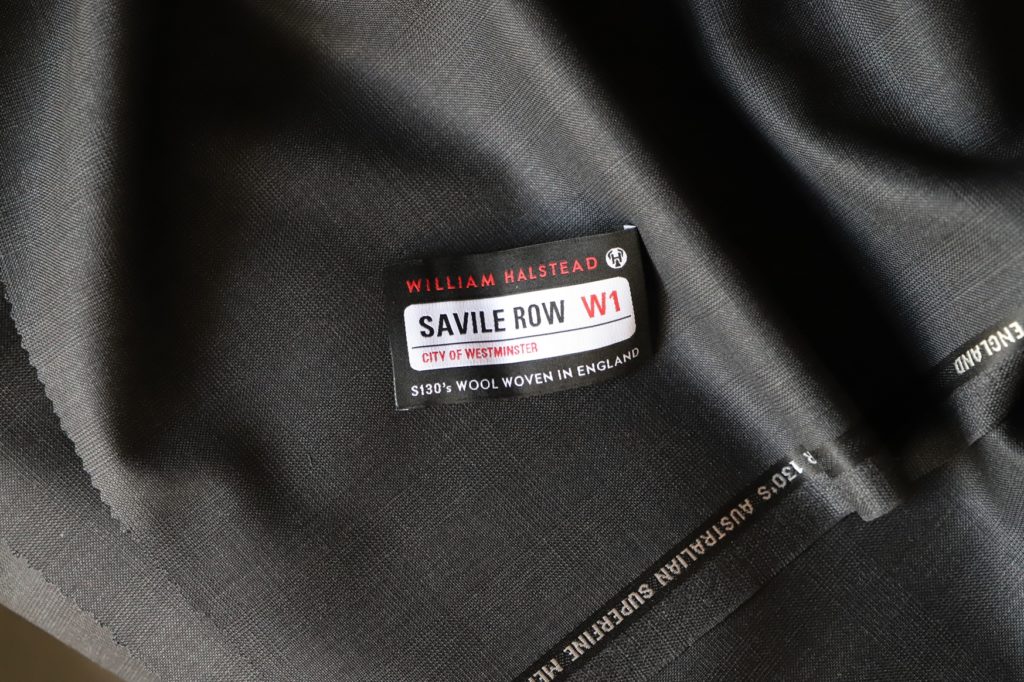 WILLIAM HALSTEAD
SAVILE ROW W1
CITY OF WESTMINSTER
S130's WOOL WOVEN IN ENGLAND
130'S AUSTRALIAN SUPERFINE
ENGLAND